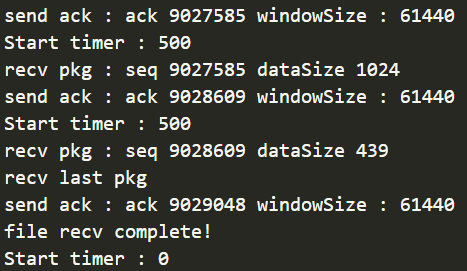 send ack : ack 9027585 windowSize : 61440
Start timer : 500
recv pkg : seq 9027585 dataSize 1024
send ack : ack 9028609 windowSize : 61440
Start timer : 500
recv pkg : seq 9028609 dataSize 439
recv last pkg
send ack : ack 9029048 windowSize : 61440
file recv complete!
Start timer : 0